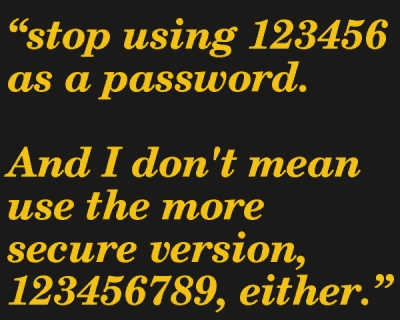 “stop using 123456
as a password.
And I don't mean
use the more
secure version,
123456789, either.”